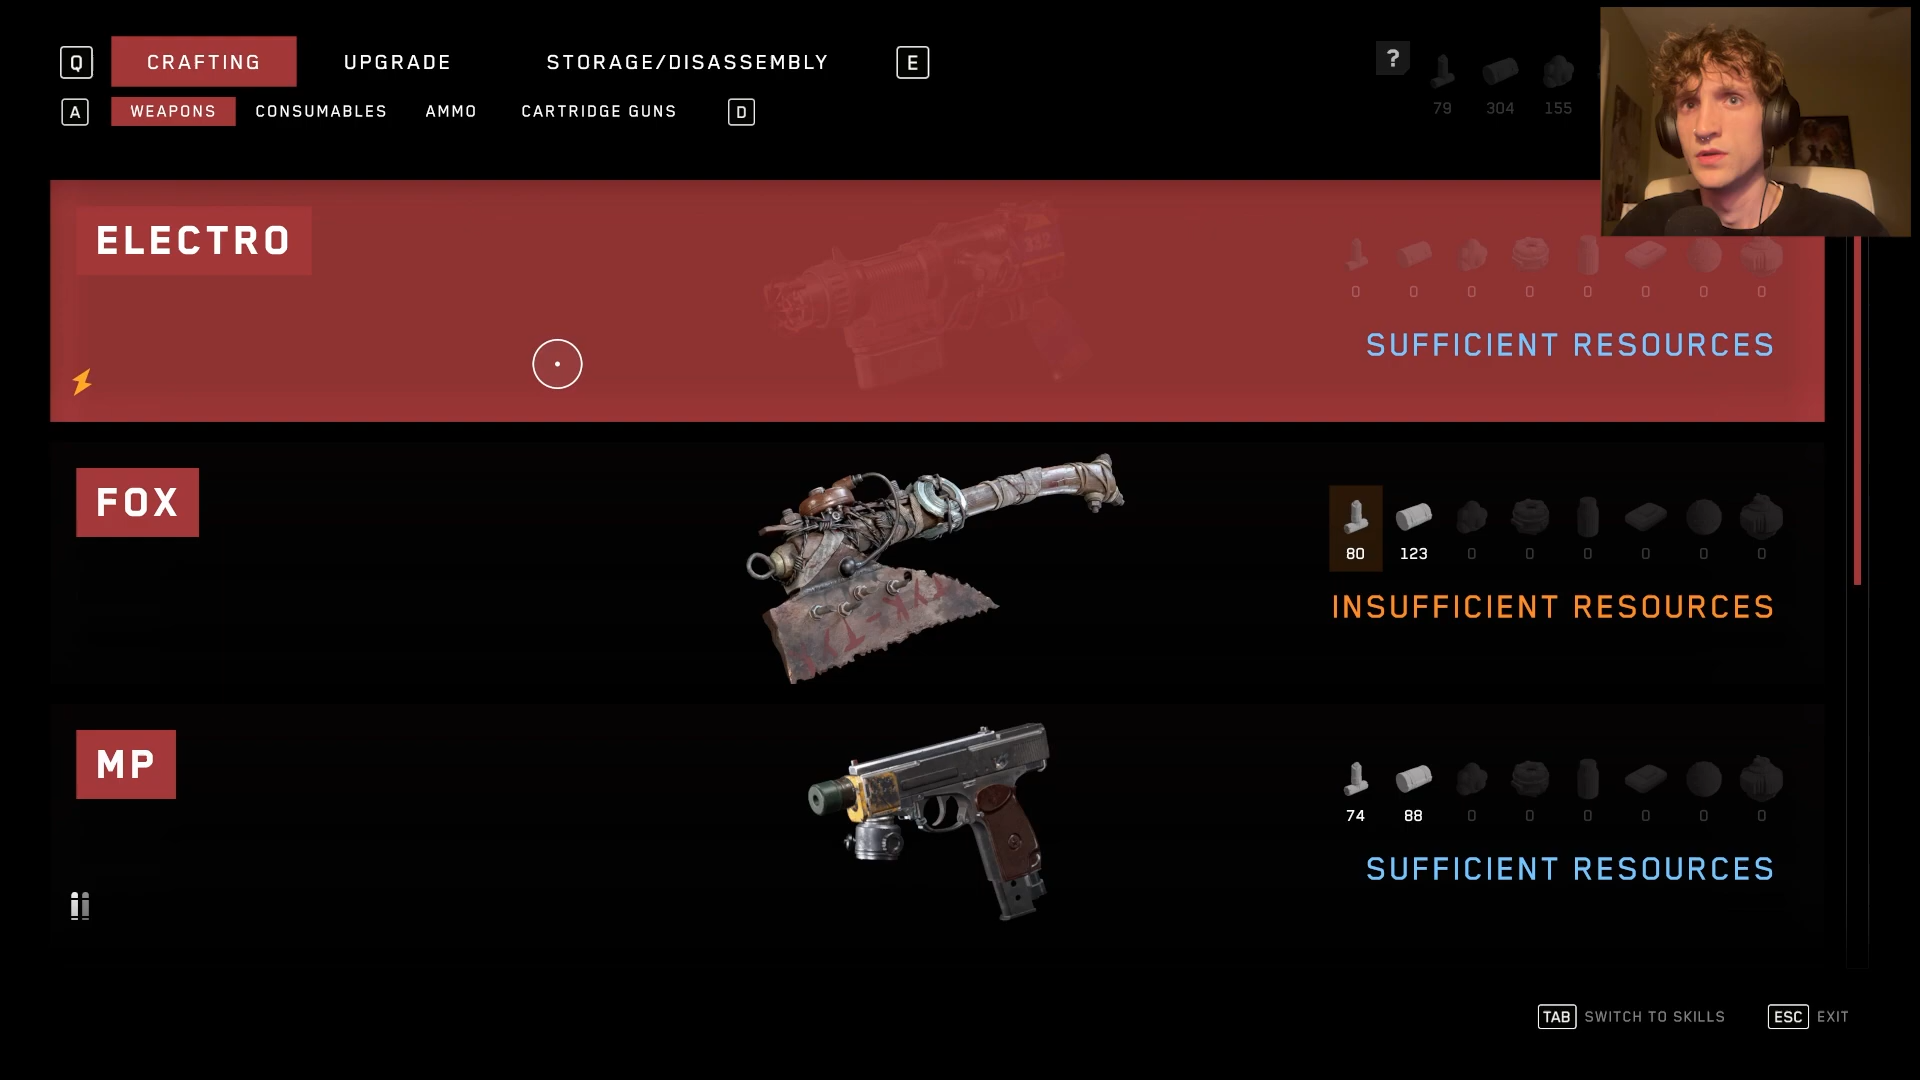 Q CRAFTING UPGRADE STORAGE/DISASSEMBLY E ?
79 304 155
A WEAPONS CONSUMABLES AMMO CARTRIDGE GUNS D
ELECTRO
332
0 0 0 0 0 0 0 0
SUFFICIENT RESOURCES
FOX
80 123 0 0 0 0 0 0
INSUFFICIENT RESOURCES
MP
74 88 0 0 0 0 0 0
SUFFICIENT RESOURCES
TAB SWITCH TO SKILLS ESC EXIT